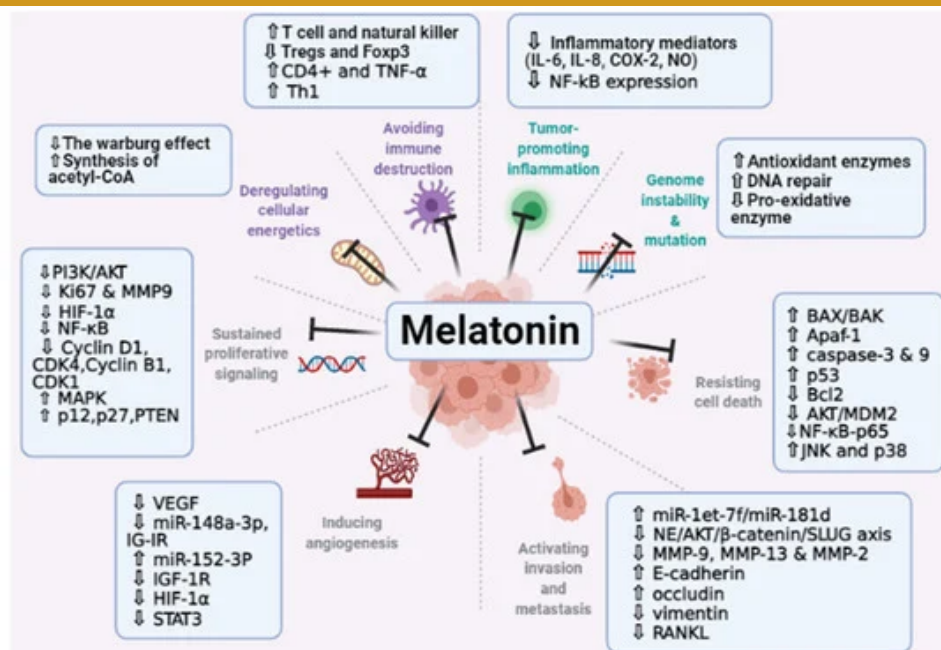 ⇧T cell and natural killer
⇩ Tregs and Foxp3
⇧CD4+ and TNF-α
⇧ Th1
⇩ Inflammatory mediators
(IL-6, IL-8, COX-2, NO)
⇩ NF-kB expression
⇩The warburg effect
⇧Synthesis of
acetyl-CoA
Avoiding
immune
destruction
Tumor-
promoting
inflammation
⇧Antioxidant enzymes
⇧ DNA repair
⇩ Pro-oxidative
enzyme
Deregulating
cellular
energetics
Genome
instability
&
mutation
⇩PI3K/AKT
⇩ Ki67 & MMP9
⇩ HIF-1α
⇩ NF-κB
⇩ Cyclin D1,
CDK4,Cyclin B1,
CDK1
⇧ MAPK
⇧ p12,p27,PTEN
Sustained
proliferative
signaling
Melatonin
Resisting
cell death
⇧ BAX/BAK
⇧ Apaf-1
⇧ caspase-3 & 9
⇧ p53
⇩ Bcl2
⇩ AKT/MDM2
⇩NF-κB-p65
⇧JNK and p38
⇩ VEGF
⇩ miR-148a-3p,
IG-IR
⇧ miR-152-3P
⇩ IGF-1R
⇩ HIF-1α
⇩ STAT3
Inducing
angiogenesis
Activating
invasion
and
metastasis
⇧ miR-1et-7f/miR-181d
⇩ NE/AKT/β-catenin/SLUG axis
⇩ MMP-9, MMP-13 & MMP-2
⇧ E-cadherin
⇧ occludin
⇩ vimentin
⇩ RANKL